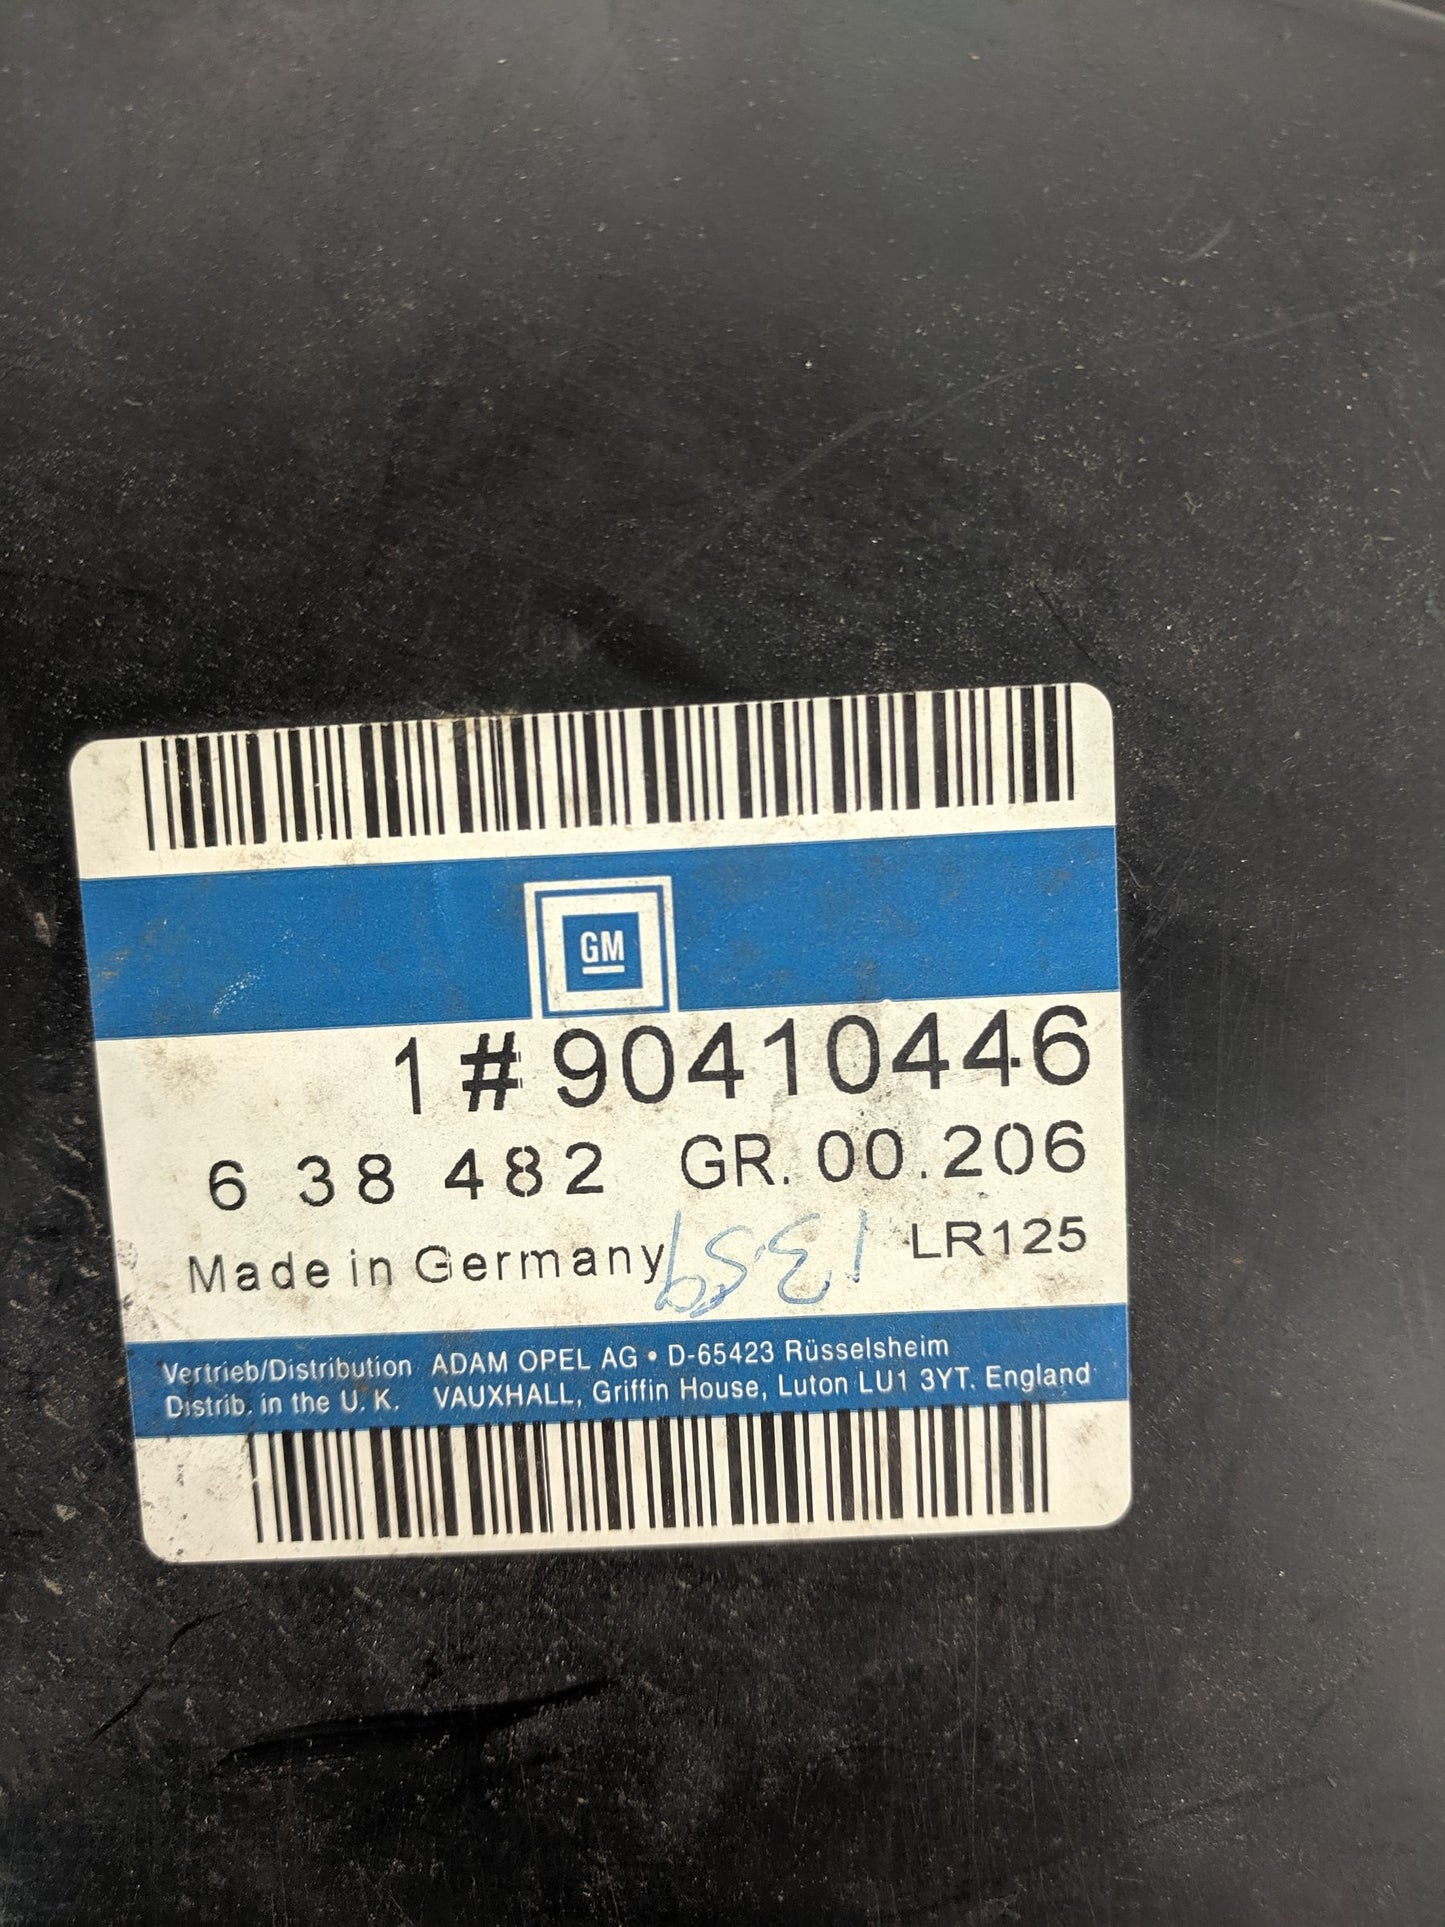 GM
1#90410446
6 38 482 GR. 00.206
Made in Germany LR125
Vertrieb/Distribution ADAM OPEL AG • D-65423 Rüsselsheim
Distrib. in the U. K. VAUXHALL, Griffin House, Luton LU1 3YT. England